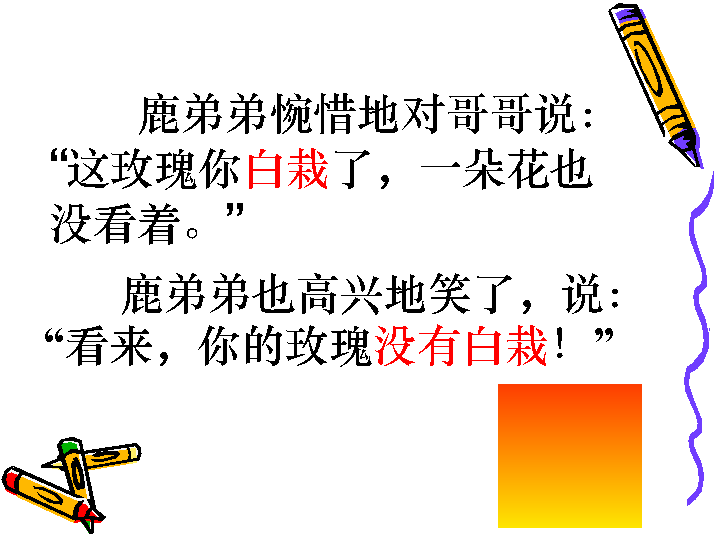 鹿弟弟惋惜地对哥哥说：
“这玫瑰你白栽了，一朵花也
没看着。”
鹿弟弟也高兴地笑了，说：
“看来，你的玫瑰没有白栽！”